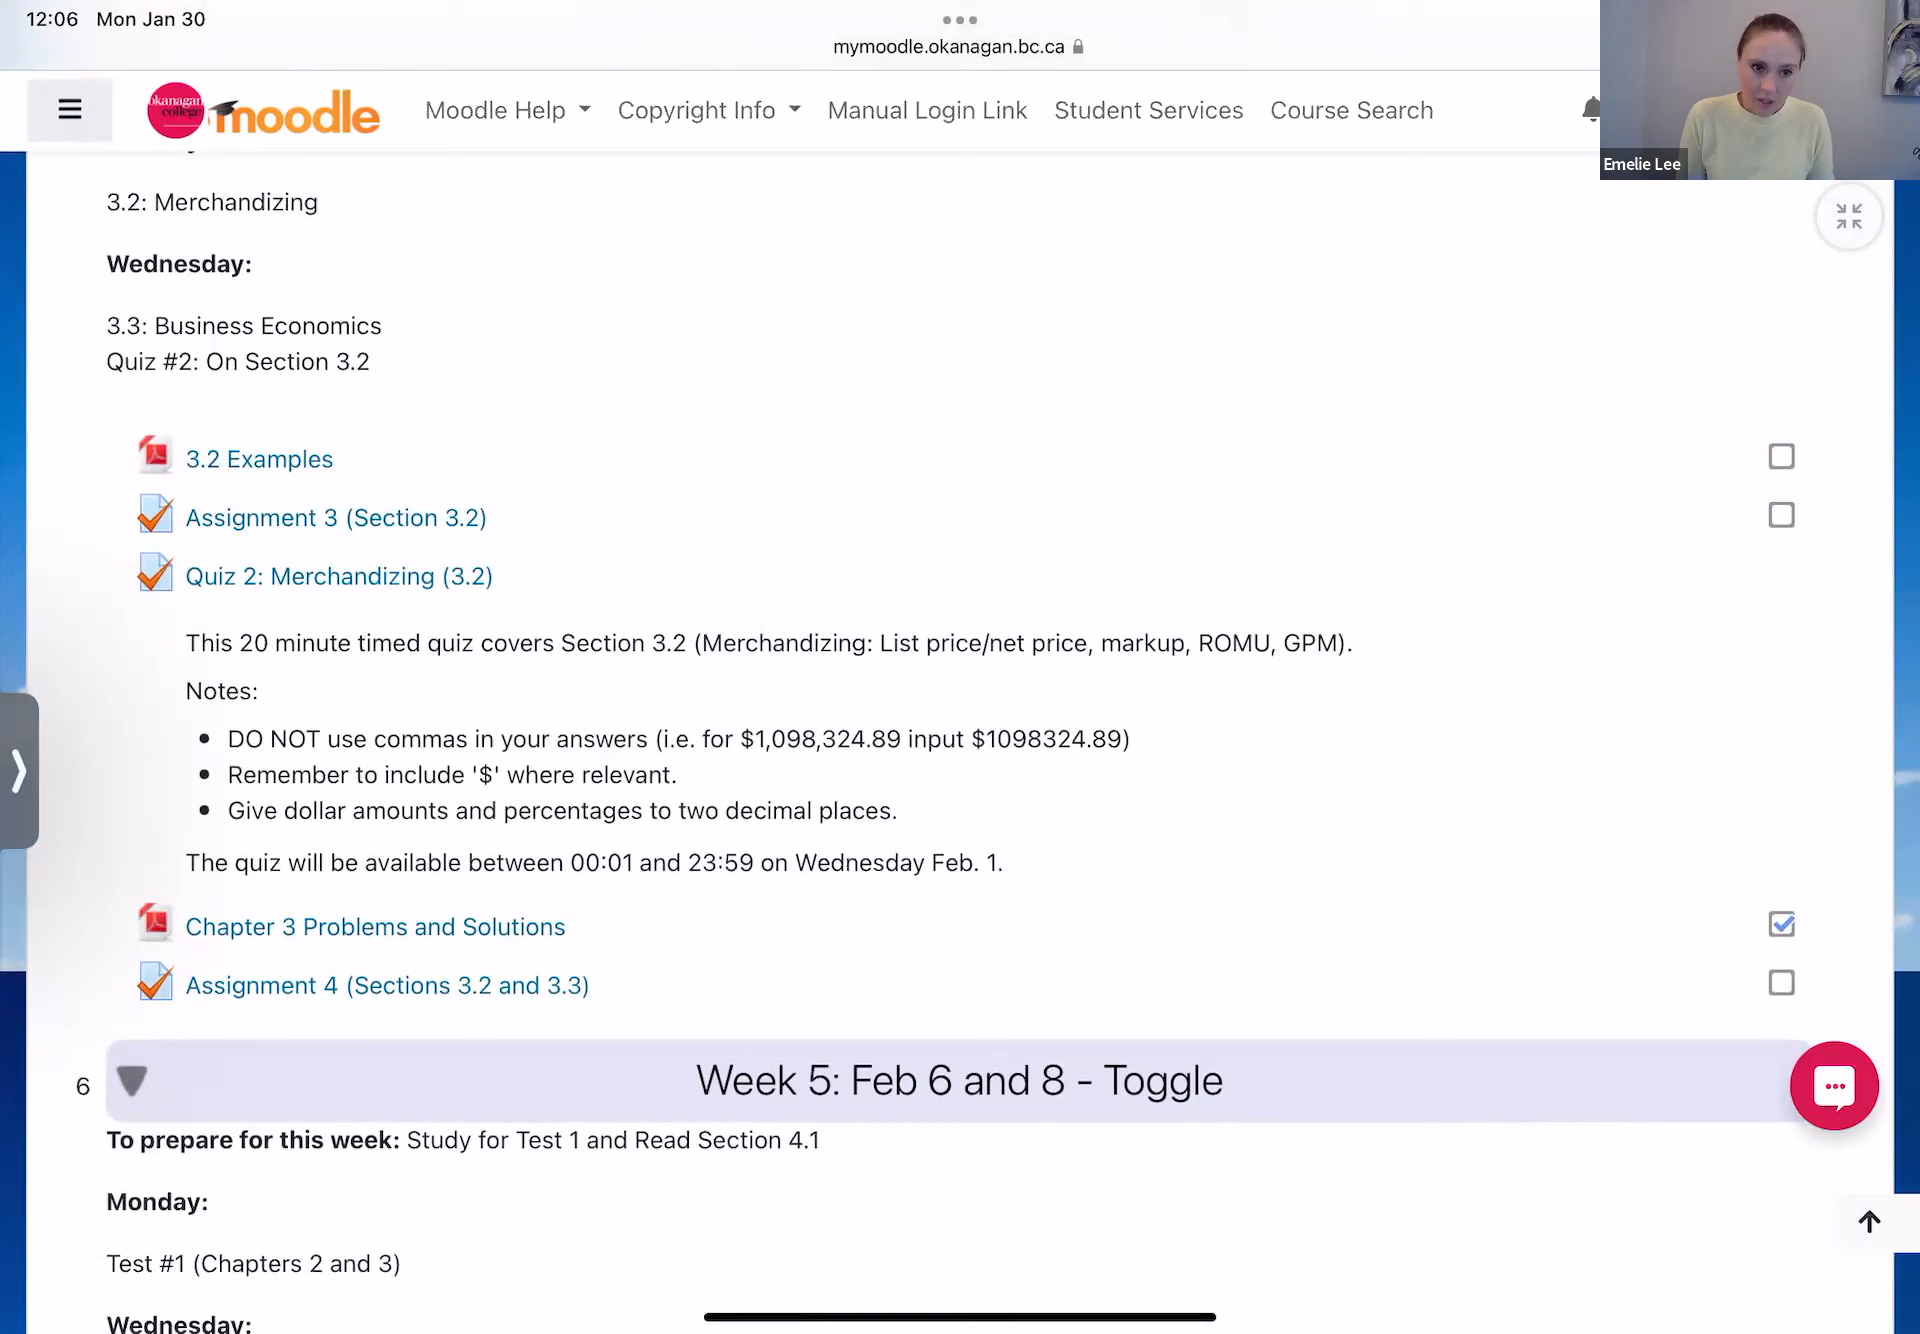 12:06 Mon Jan 30
mymoodle.okanagan.bc.ca
okanagan college moodle Moodle Help Copyright Info Manual Login Link Student Services Course Search
Emelie Lee
3.2: Merchandizing
Wednesday:
3.3: Business Economics
Quiz #2: On Section 3.2
3.2 Examples
Assignment 3 (Section 3.2)
Quiz 2: Merchandizing (3.2)
This 20 minute timed quiz covers Section 3.2 (Merchandizing: List price/net price, markup, ROMU, GPM).
Notes:
• DO NOT use commas in your answers (i.e. for $1,098,324.89 input $1098324.89)
• Remember to include '$' where relevant.
• Give dollar amounts and percentages to two decimal places.
The quiz will be available between 00:01 and 23:59 on Wednesday Feb. 1.
Chapter 3 Problems and Solutions
Assignment 4 (Sections 3.2 and 3.3)
6 Week 5: Feb 6 and 8 - Toggle
To prepare for this week: Study for Test 1 and Read Section 4.1
Monday:
Test #1 (Chapters 2 and 3)
Wednesday: